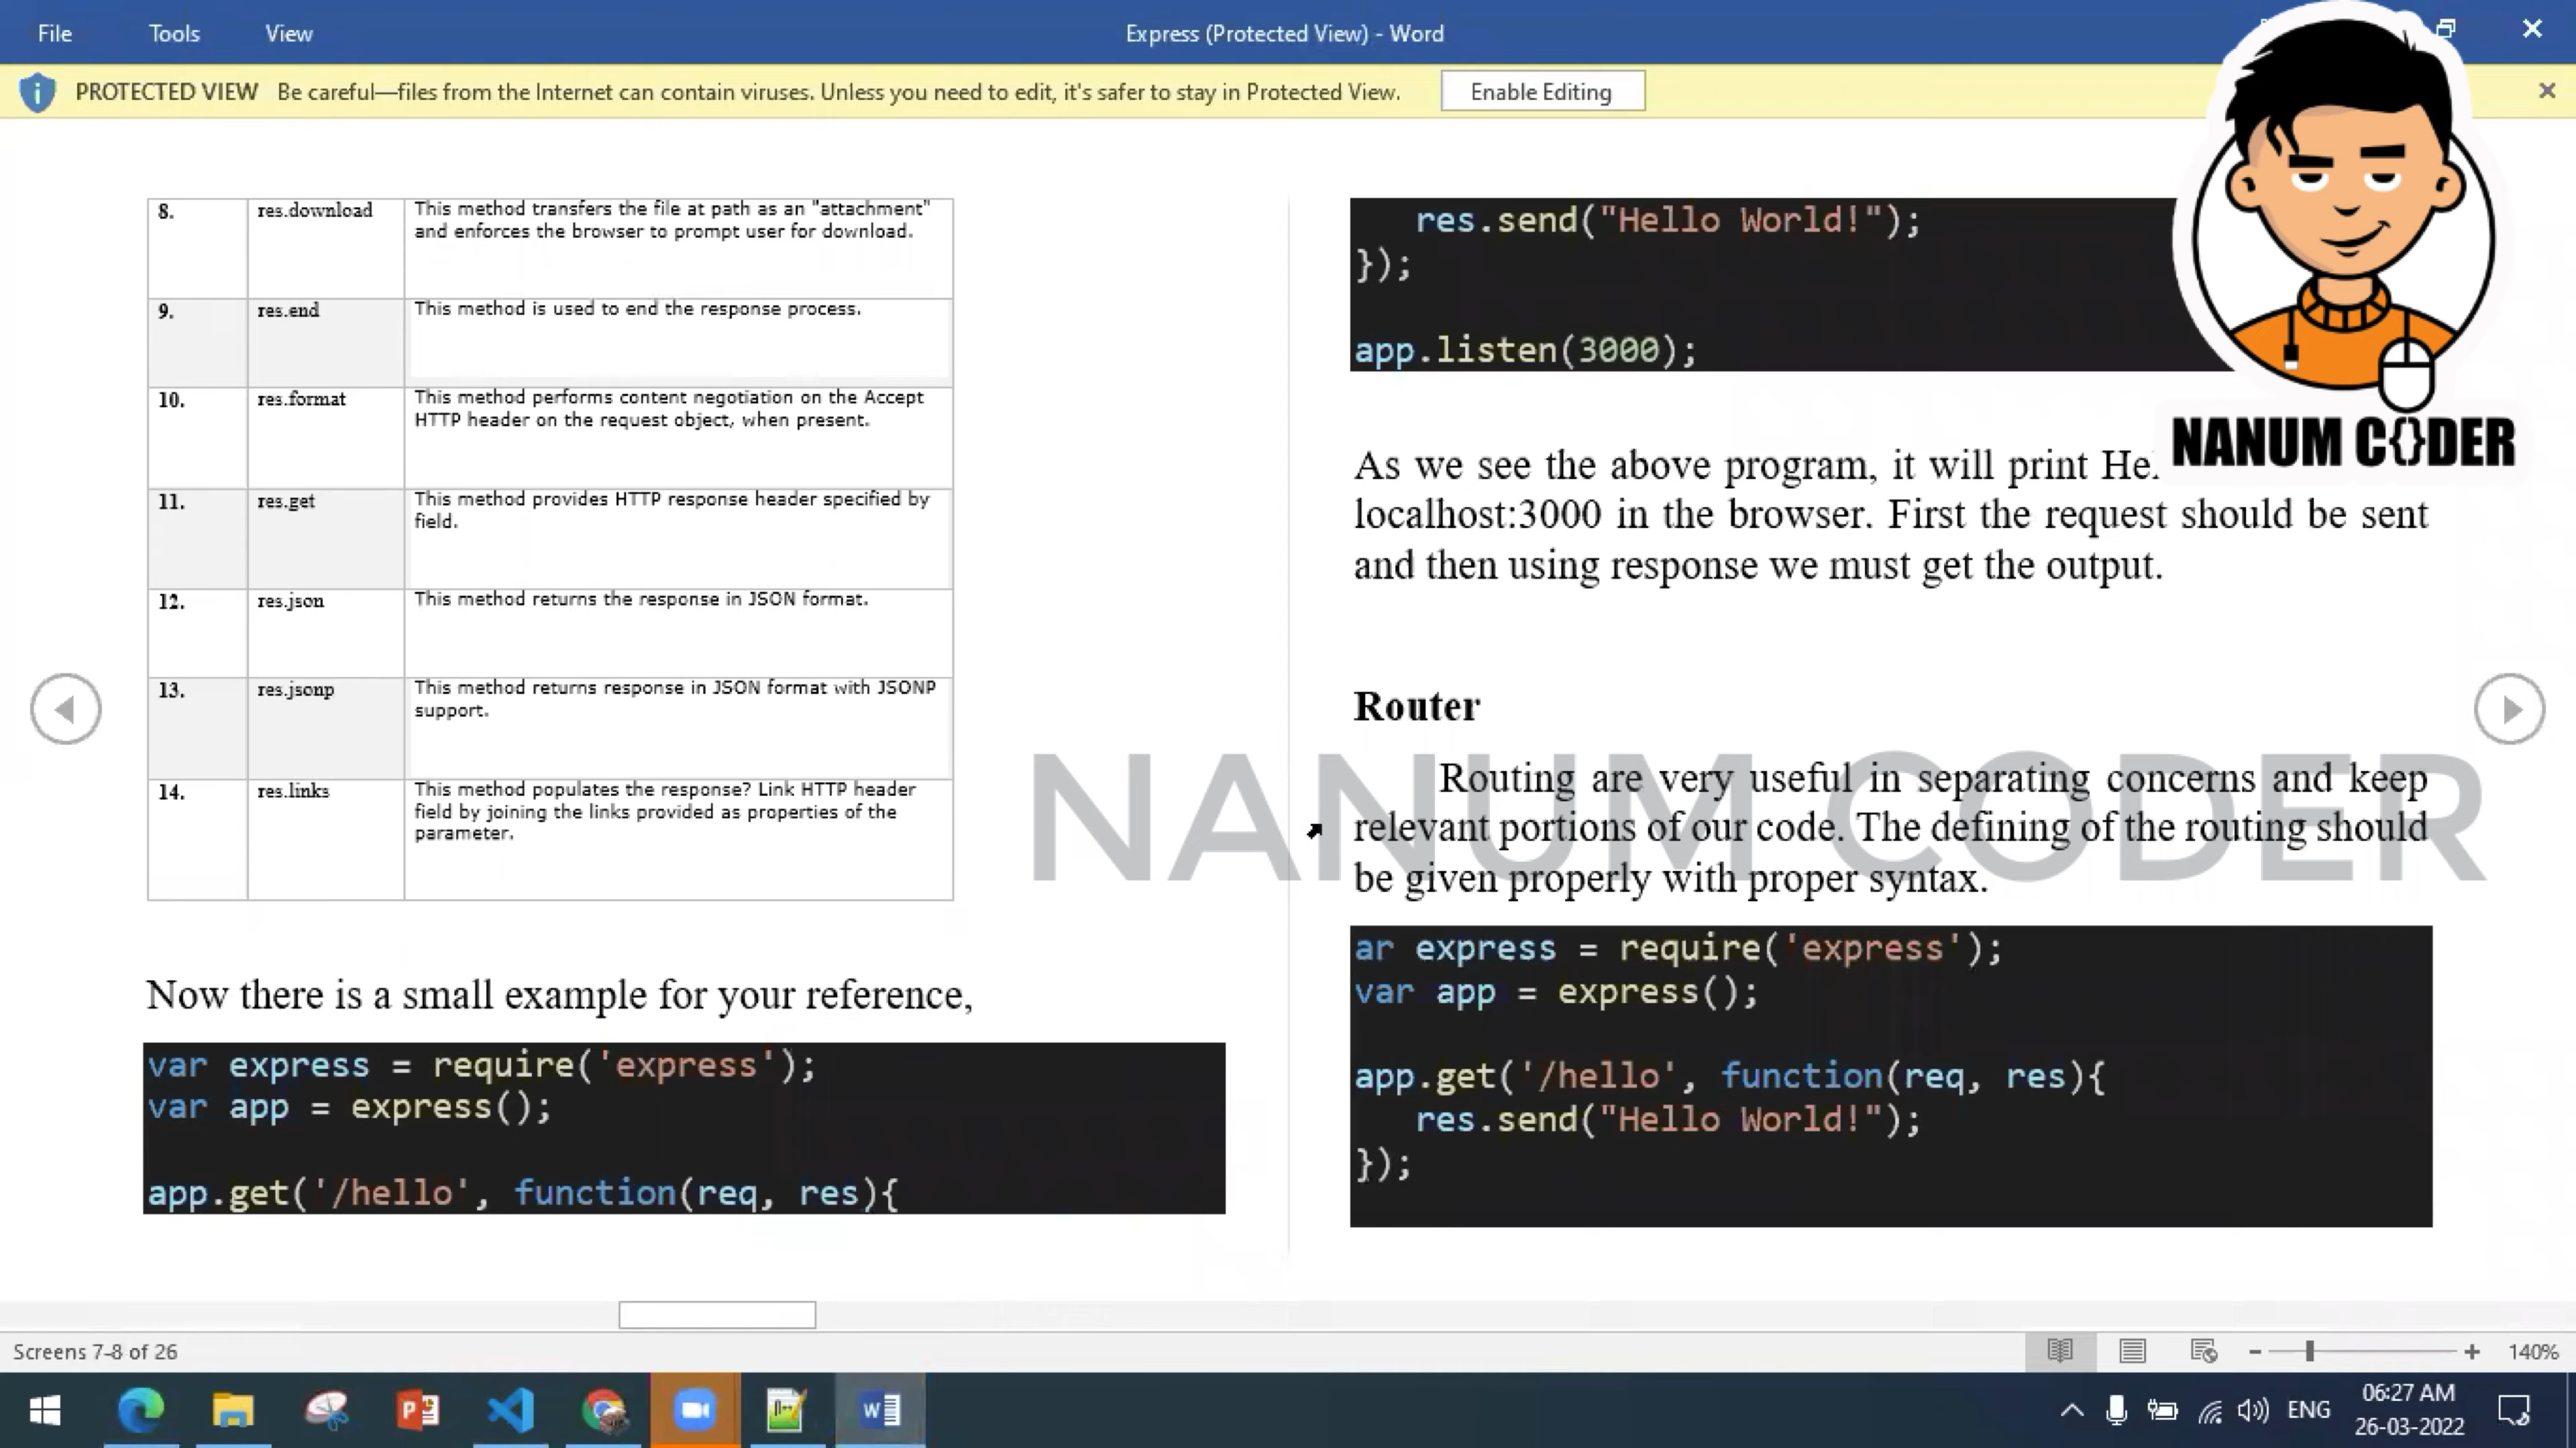 File Tools View Express (Protected View) - Word
PROTECTED VIEW Be careful—files from the Internet can contain viruses. Unless you need to edit, it's safer to stay in Protected View. Enable Editing
8. res.download This method transfers the file at path as an "attachment"
and enforces the browser to prompt user for download.
9. res.end This method is used to end the response process.
10. res.format This method performs content negotiation on the Accept
HTTP header on the request object, when present.
11. res.get This method provides HTTP response header specified by
field.
12. res.json This method returns the response in JSON format.
13. res.jsonp This method returns response in JSON format with JSONP
support.
14. res.links This method populates the response? Link HTTP header
field by joining the links provided as properties of the
parameter.
Now there is a small example for your reference,
var express = require('express');
var app = express();
app.get('/hello', function(req, res){
res.send("Hello World!");
});
app.listen(3000);
NANUM C{}DER
As we see the above program, it will print
localhost:3000 in the browser. First the request should be sent
and then using response we must get the output.
Router
Routing are very useful in separating concerns and keep
relevant portions of our code. The defining of the routing should
be given properly with proper syntax.
NANUM CODER
ar express = require('express');
var app = express();
app.get('/hello', function(req, res){
res.send("Hello World!");
});
Screens 7-8 of 26
140%
ENG
06:27 AM
26-03-2022